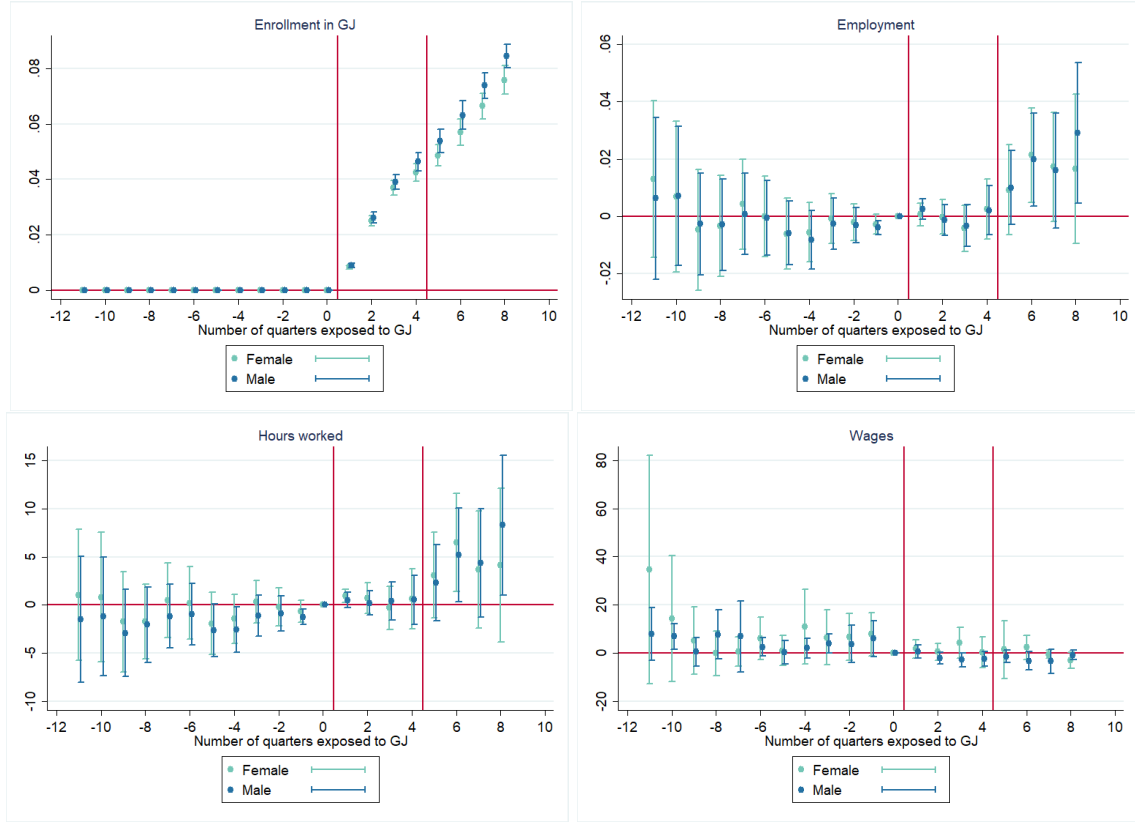 Enrollment in GJ
.08
.06
.04
.02
0
-12 -10 -8 -6 -4 -2 0 2 4 6 8 10
Number of quarters exposed to GJ
Female
Male
Employment
.06
.04
.02
0
-.02
-12 -10 -8 -6 -4 -2 0 2 4 6 8 10
Number of quarters exposed to GJ
Female
Male
Hours worked
15
10
5
0
-5
-10
-12 -10 -8 -6 -4 -2 0 2 4 6 8 10
Number of quarters exposed to GJ
Female
Male
Wages
80
60
40
20
0
-20
-12 -10 -8 -6 -4 -2 0 2 4 6 8 10
Number of quarters exposed to GJ
Female
Male